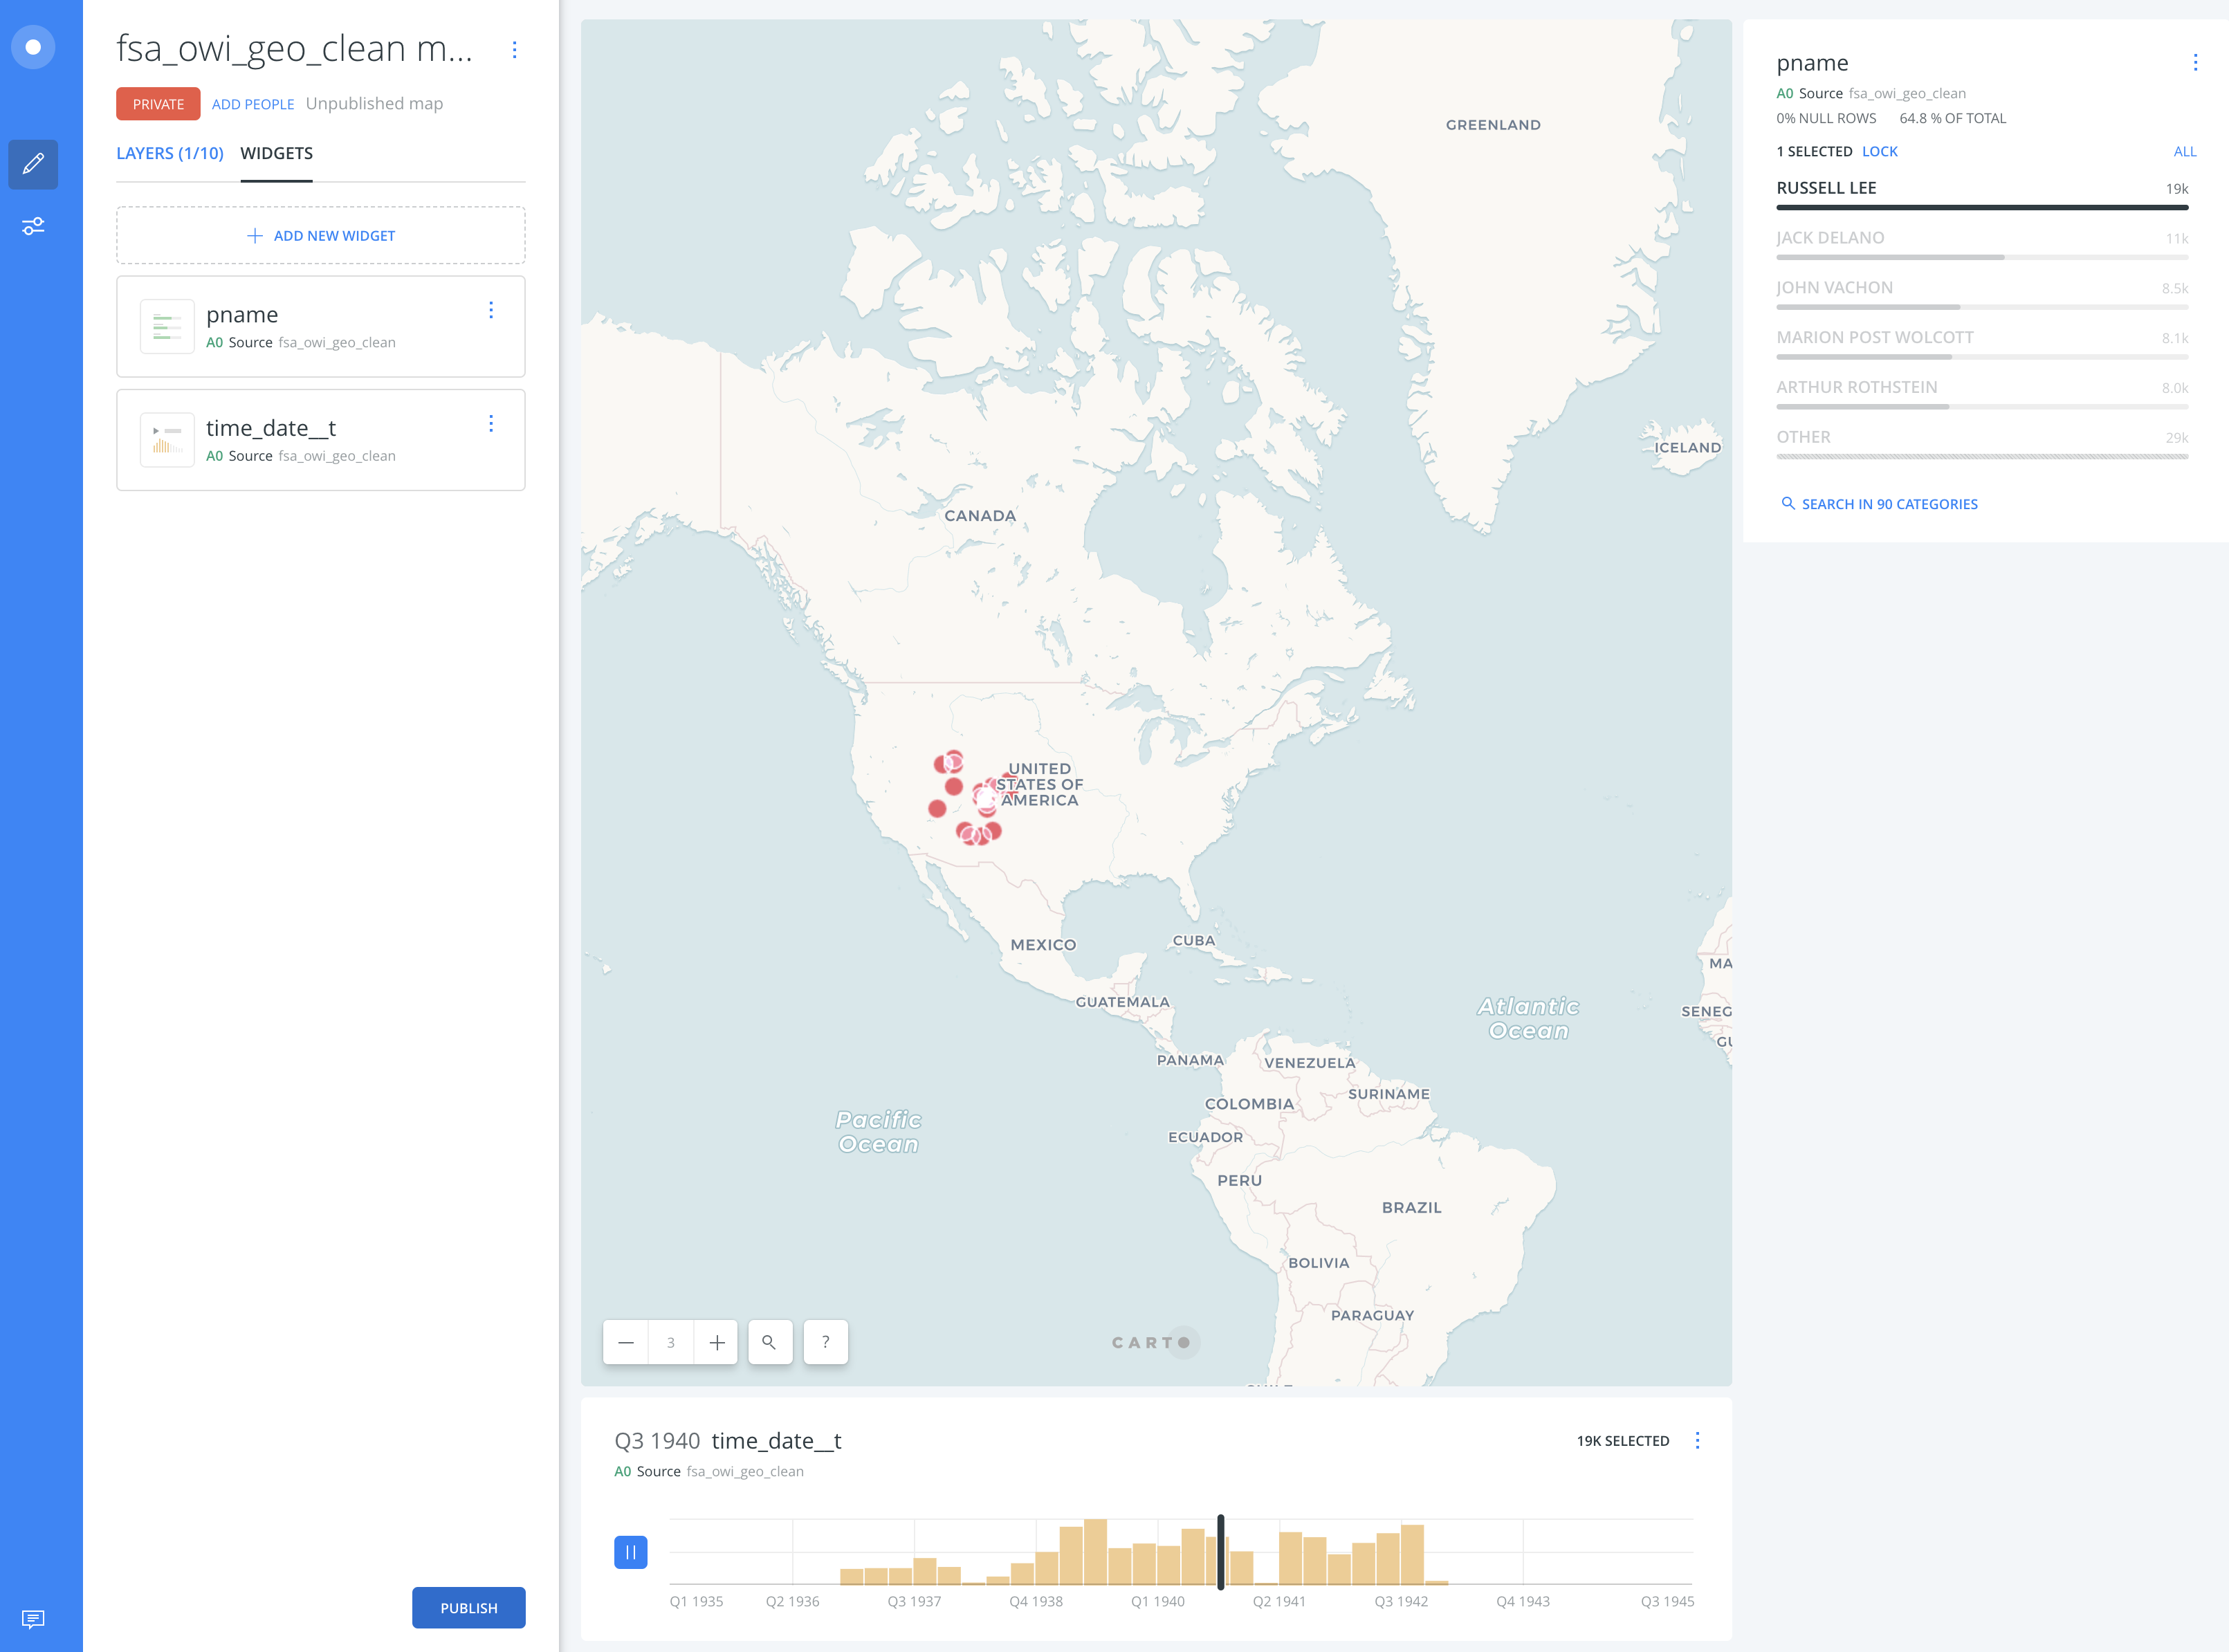 fsa_owi_geo_clean m...
PRIVATE ADD PEOPLE Unpublished map
LAYERS (1/10) WIDGETS
ADD NEW WIDGET
pname
A0 Source fsa_owi_geo_clean
time_date__t
A0 Source fsa_owi_geo_clean
PUBLISH
GREENLAND
ICELAND
CANADA
UNITED
STATES OF
AMERICA
MEXICO
CUBA
MA
GUATEMALA
Atlantic
Ocean
SENEG
GU
PANAMA
VENEZUELA
SURINAME
COLOMBIA
Pacific
Ocean
ECUADOR
PERU
BRAZIL
BOLIVIA
PARAGUAY
3
?
CARTO
Q3 1940 time_date__t
19K SELECTED
A0 Source fsa_owi_geo_clean
Q1 1935 Q2 1936 Q3 1937 Q4 1938 Q1 1940 Q2 1941 Q3 1942 Q4 1943 Q3 1945
pname
A0 Source fsa_owi_geo_clean
0% NULL ROWS 64.8 % OF TOTAL
1 SELECTED LOCK ALL
RUSSELL LEE 19k
JACK DELANO 11k
JOHN VACHON 8.5k
MARION POST WOLCOTT 8.1k
ARTHUR ROTHSTEIN 8.0k
OTHER 29k
SEARCH IN 90 CATEGORIES